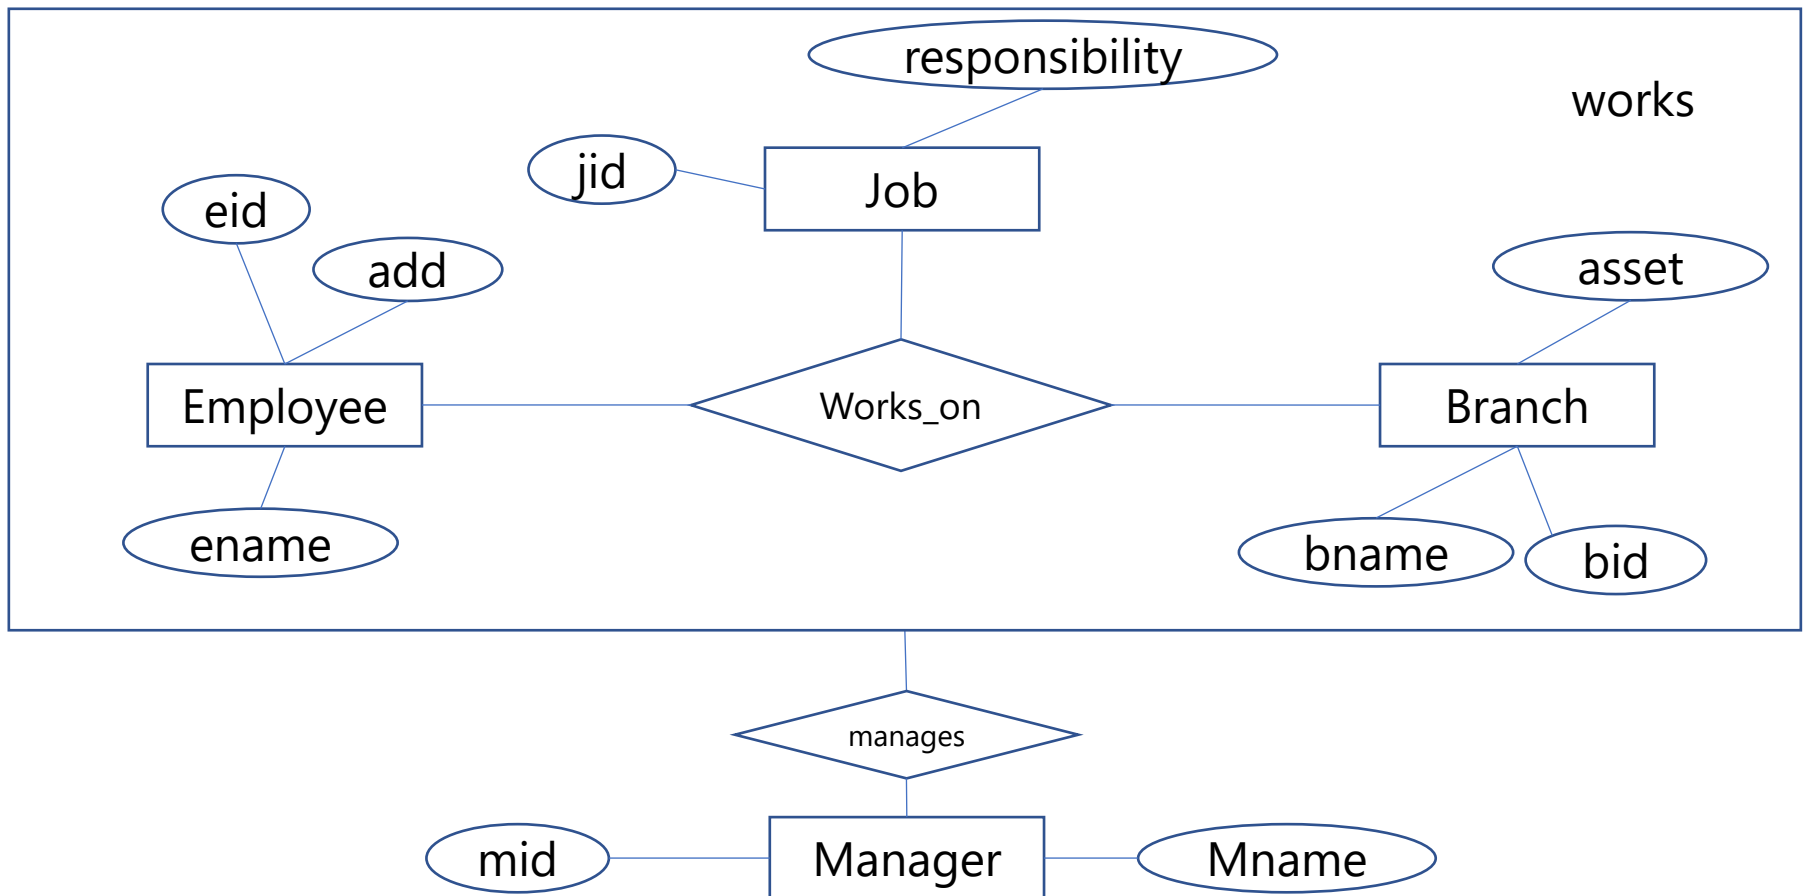 responsibility
works
jid
Job
eid
add
asset
Employee
Works_on
Branch
ename
bname
bid
manages
mid
Manager
Mname